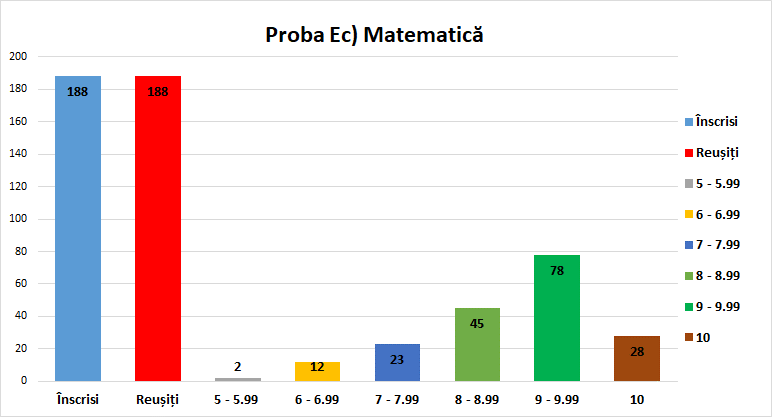 Proba Ec) Matematică
200
180
160
140
120
100
80
60
40
20
0
188
188
2
12
23
45
78
28
Înscrisi
Reușiți
5 - 5.99
6 - 6.99
7 - 7.99
8 - 8.99
9 - 9.99
10
Înscrisi
Reușiți
5 - 5.99
6 - 6.99
7 - 7.99
8 - 8.99
9 - 9.99
10